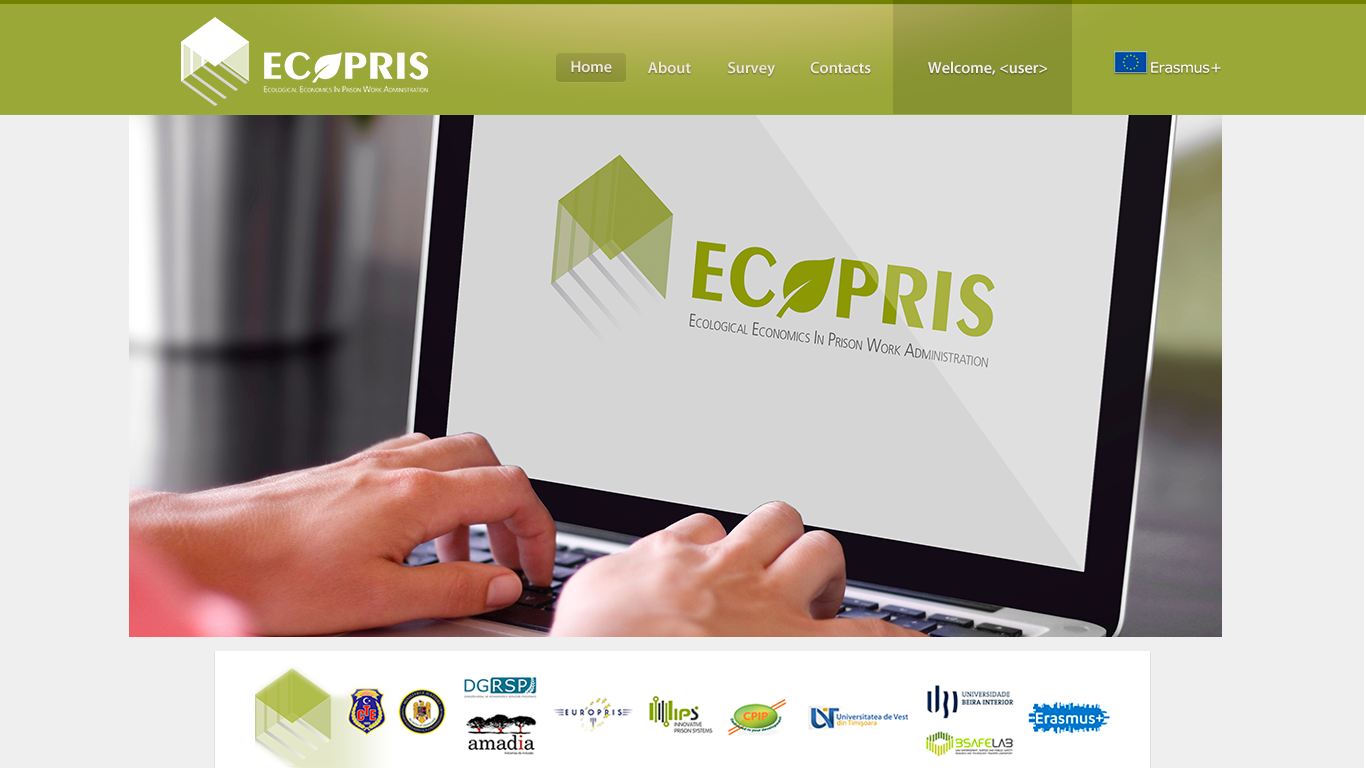 ECOPRIS
ECOLOGICAL ECONOMICS IN PRISON WORK ADMINISTRATION
Home
About
Survey
Contacts
Welcome, <user>
Erasmus+
ECOPRIS
ECOLOGICAL ECONOMICS IN PRISON WORK ADMINISTRATION
CTE
DGRSP
amadia
EUROPRIS
IPS
INNOVATIVE
PRISON SYSTEMS
CPIP
Universitatea de Vest
din Timişoara
UNIVERSIDADE
BEIRA INTERIOR
BSAFELAB
Erasmus+